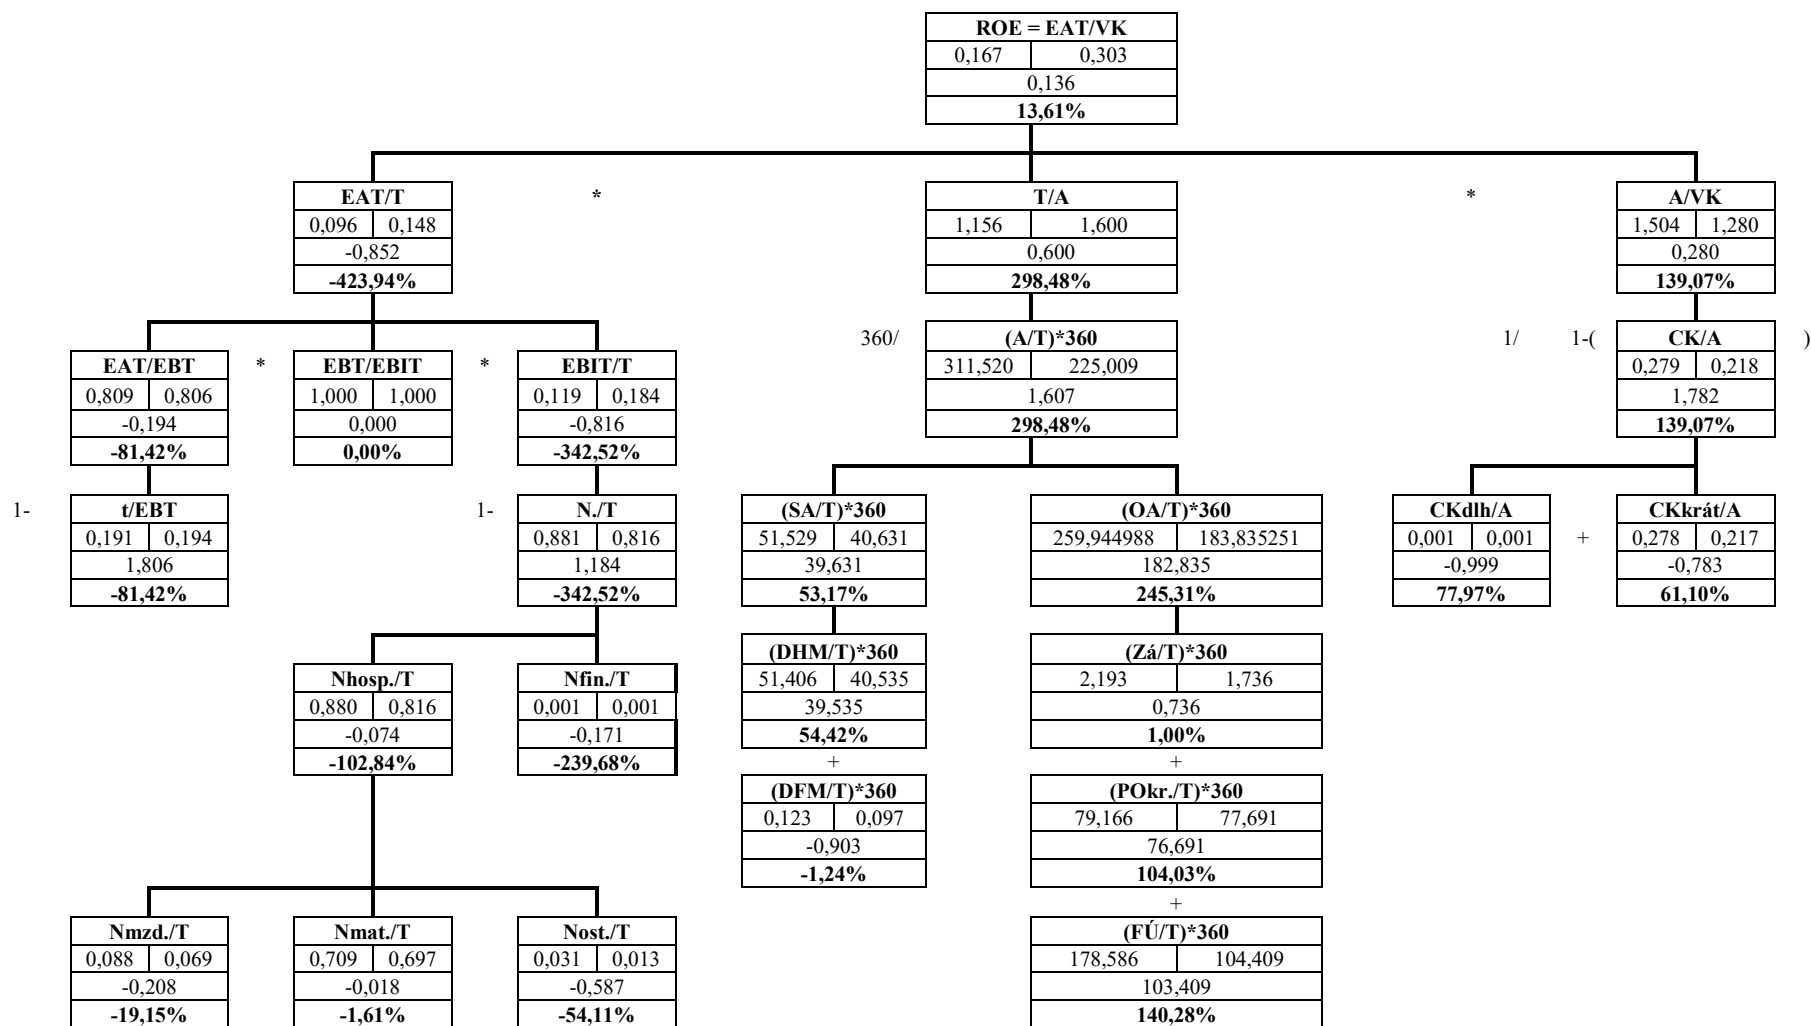 ROE = EAT/VK
0,167 0,303
0,136
13,61%
EAT/T * T/A * A/VK
0,096 0,148 1,156 1,600 1,504 1,280
-0,852 0,600 0,280
-423,94% 298,48% 139,07%
360/ (A/T)*360 1/ 1-( CK/A )
311,520 225,009 0,279 0,218
1,607 1,782
298,48% 139,07%
EAT/EBT * EBT/EBIT * EBIT/T
0,809 0,806 1,000 1,000 0,119 0,184
-0,194 0,000 -0,816
-81,42% 0,00% -342,52%
1- t/EBT 1- N./T (SA/T)*360 (OA/T)*360 CKdlh/A CKkrát/A
0,191 0,194 0,881 0,816 51,529 40,631 259,944988 183,835251 0,001 0,001 + 0,278 0,217
1,806 1,184 39,631 182,835 -0,999 -0,783
-81,42% -342,52% 53,17% 245,31% 77,97% 61,10%
(DHM/T)*360 (Zá/T)*360
51,406 40,535 2,193 1,736
39,535 0,736
54,42% 1,00%
Nhosp./T Nfin./T
0,880 0,816 0,001 0,001
-0,074 -0,171
-102,84% -239,68%
+ +
(DFM/T)*360 (POkr./T)*360
0,123 0,097 79,166 77,691
-0,903 76,691
-1,24% 104,03%
+
Nmzd./T Nmat./T Nost./T (FÚ/T)*360
0,088 0,069 0,709 0,697 0,031 0,013 178,586 104,409
-0,208 -0,018 -0,587 103,409
-19,15% -1,61% -54,11% 140,28%